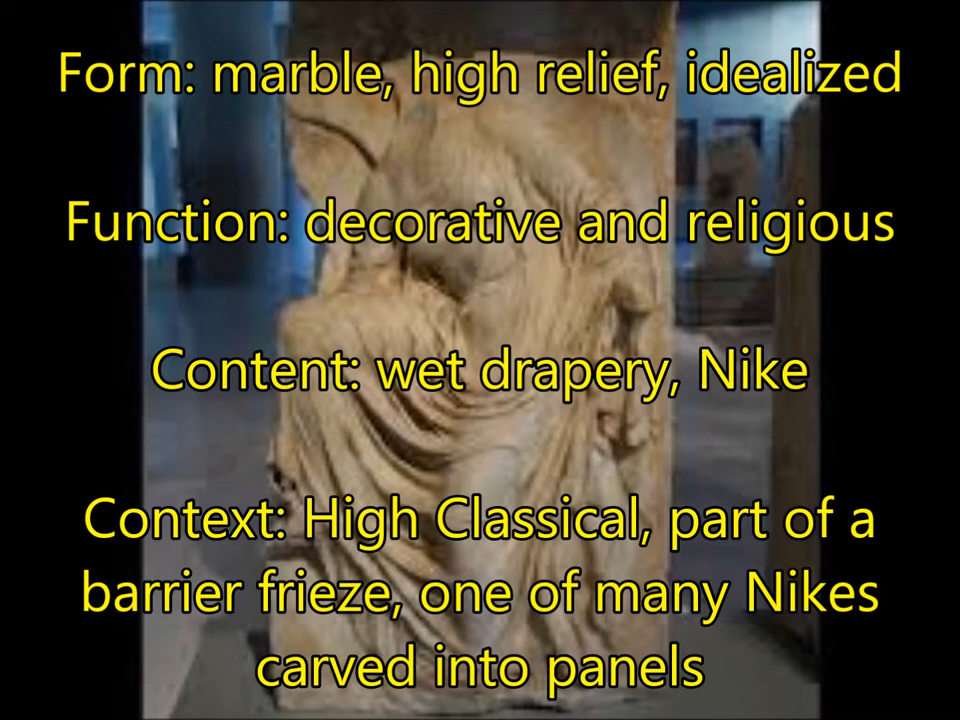 Form: marble, high relief, idealized
Function: decorative and religious
Content: wet drapery, Nike
Context: High Classical, part of a
barrier frieze, one of many Nikes
carved into panels